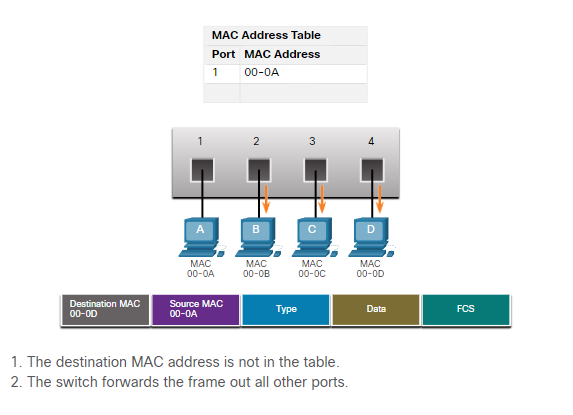 MAC Address Table
Port MAC Address
1 00-0A
1 2 3 4
A B C D
MAC MAC MAC MAC
00-0A 00-0B 00-0C 00-0D
Destination MAC Source MAC Type Data FCS
00-0D 00-0A
1. The destination MAC address is not in the table.
2. The switch forwards the frame out all other ports.